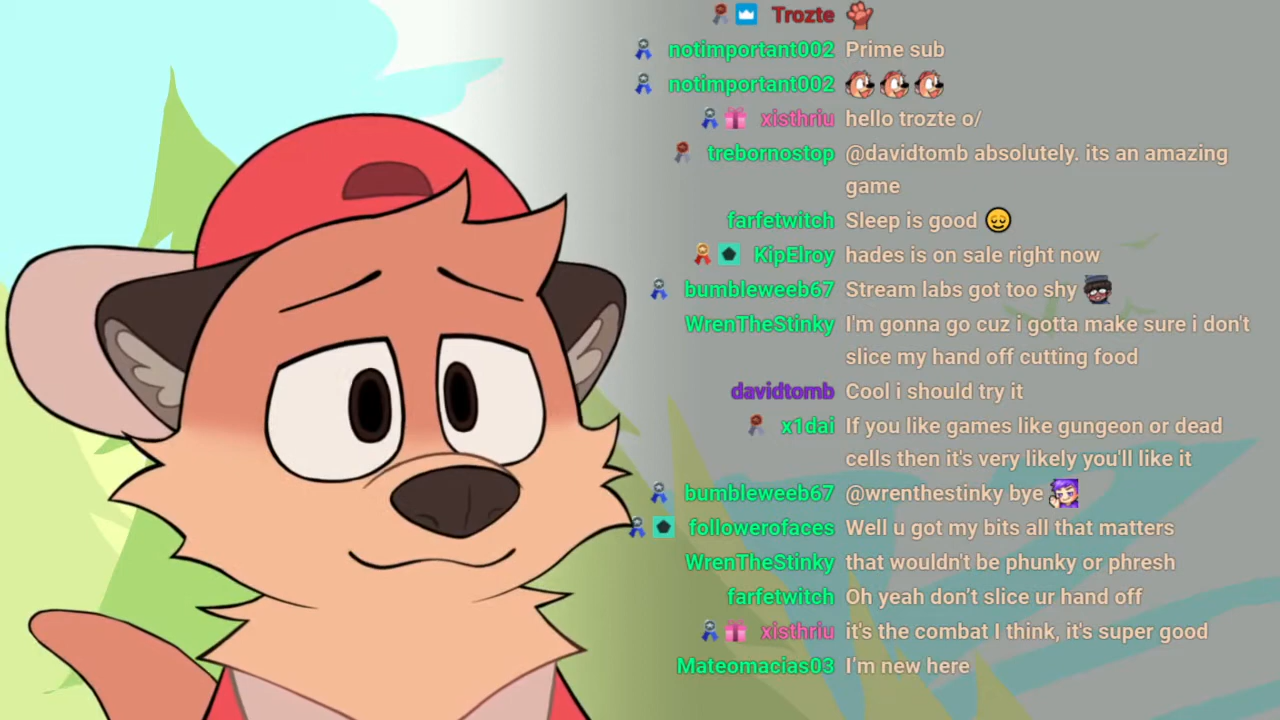 Trozte
notimportant002 Prime sub
notimportant002
xisthriu hello trozte o/
trebornostop @davidtomb absolutely. its an amazing
game
farfetwitch Sleep is good
KipElroy hades is on sale right now
bumbleweeb67 Stream labs got too shy
WrenTheStinky I'm gonna go cuz i gotta make sure i don't
slice my hand off cutting food
davidtomb Cool i should try it
x1dai If you like games like gungeon or dead
cells then it's very likely you'll like it
bumbleweeb67 @wrenthestinky bye
followerofaces Well u got my bits all that matters
WrenTheStinky that wouldn't be phunky or phresh
farfetwitch Oh yeah don’t slice ur hand off
xisthriu it's the combat I think, it's super good
Mateomacias03 I’m new here